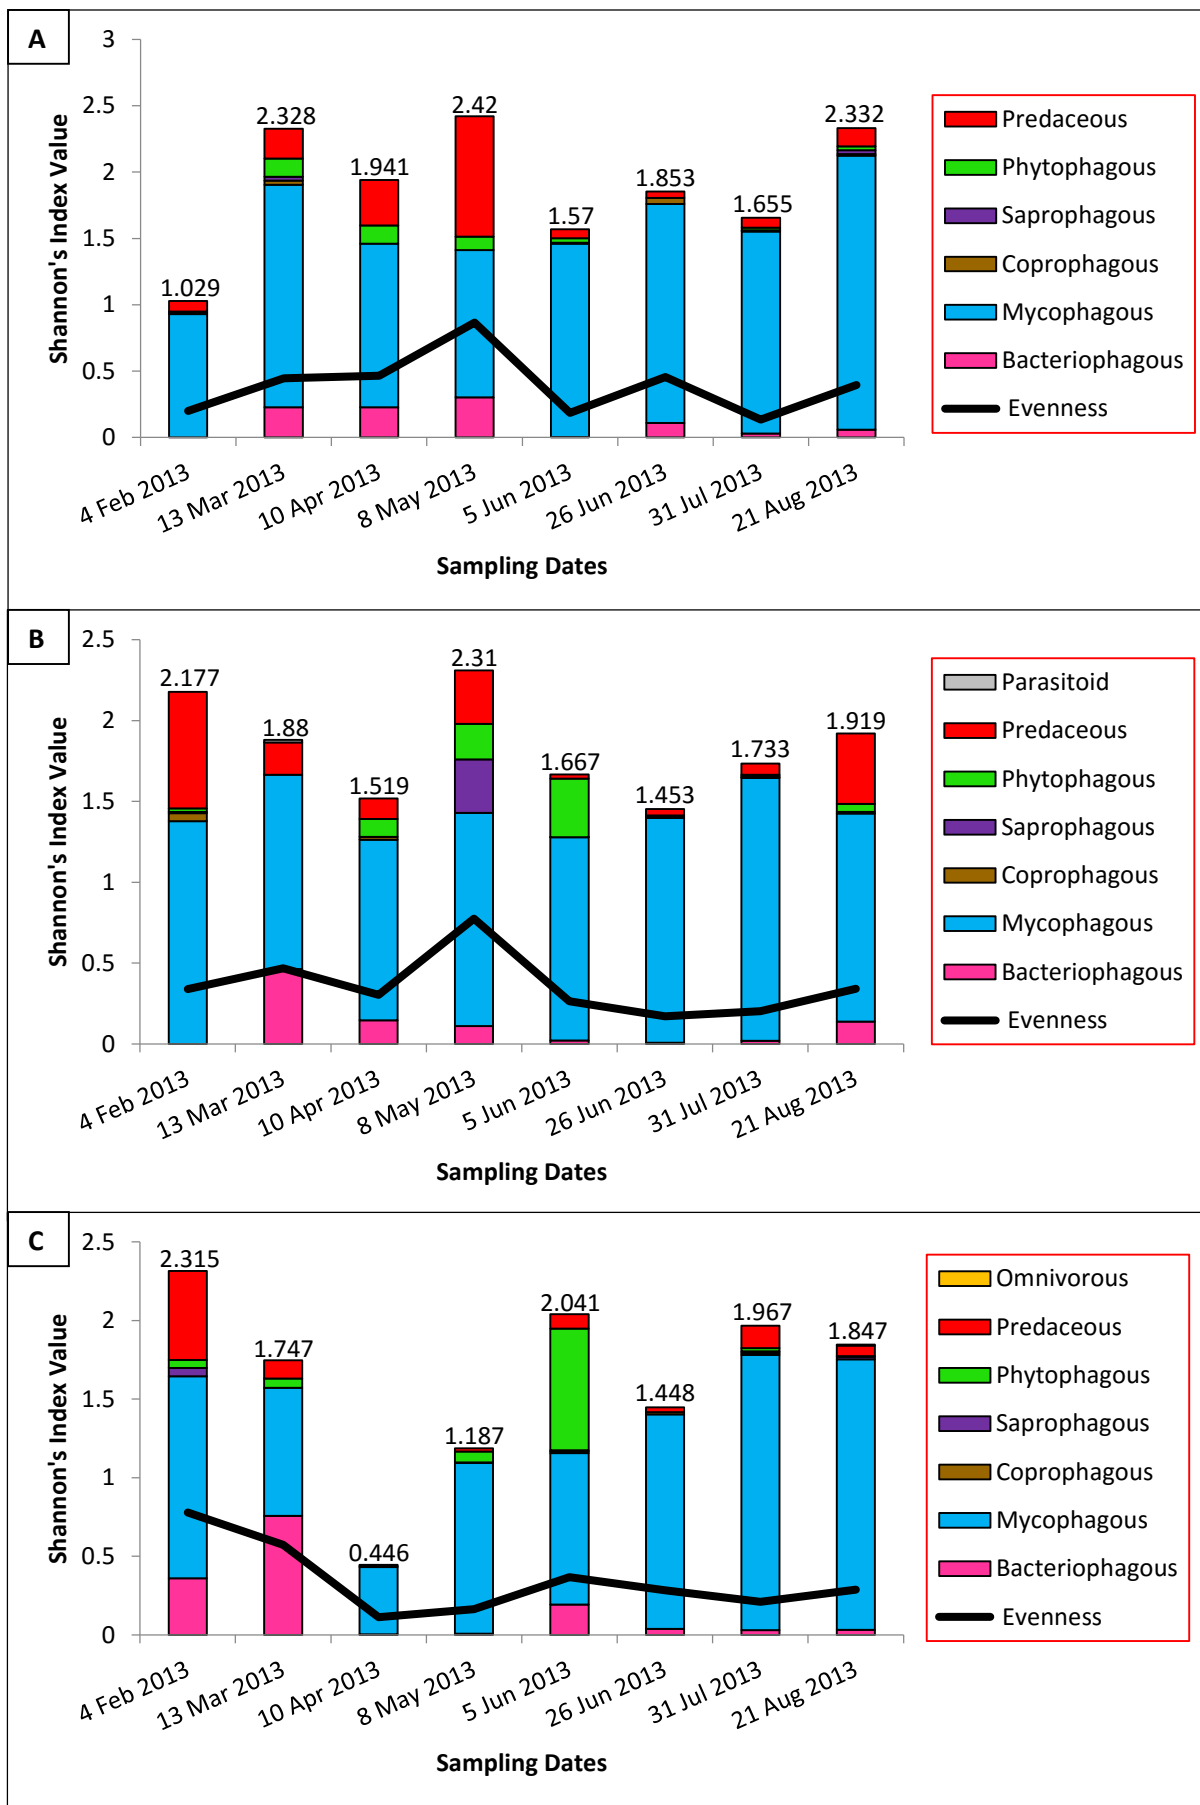 A
3
2.5
2
1.5
1
0.5
0
Shannon's Index Value
1.029
2.328
1.941
2.42
1.57
1.853
1.655
2.332
4 Feb 2013
13 Mar 2013
10 Apr 2013
8 May 2013
5 Jun 2013
26 Jun 2013
31 Jul 2013
21 Aug 2013
Sampling Dates
Predaceous
Phytophagous
Saprophagous
Coprophagous
Mycophagous
Bacteriophagous
Evenness
B
2.5
2
1.5
1
0.5
0
Shannon's Index Value
2.177
1.88
1.519
2.31
1.667
1.453
1.733
1.919
4 Feb 2013
13 Mar 2013
10 Apr 2013
8 May 2013
5 Jun 2013
26 Jun 2013
31 Jul 2013
21 Aug 2013
Sampling Dates
Parasitoid
Predaceous
Phytophagous
Saprophagous
Coprophagous
Mycophagous
Bacteriophagous
Evenness
C
2.5
2
1.5
1
0.5
0
Shannon's Index Value
2.315
1.747
0.446
1.187
2.041
1.448
1.967
1.847
4 Feb 2013
13 Mar 2013
10 Apr 2013
8 May 2013
5 Jun 2013
26 Jun 2013
31 Jul 2013
21 Aug 2013
Sampling Dates
Omnivorous
Predaceous
Phytophagous
Saprophagous
Coprophagous
Mycophagous
Bacteriophagous
Evenness